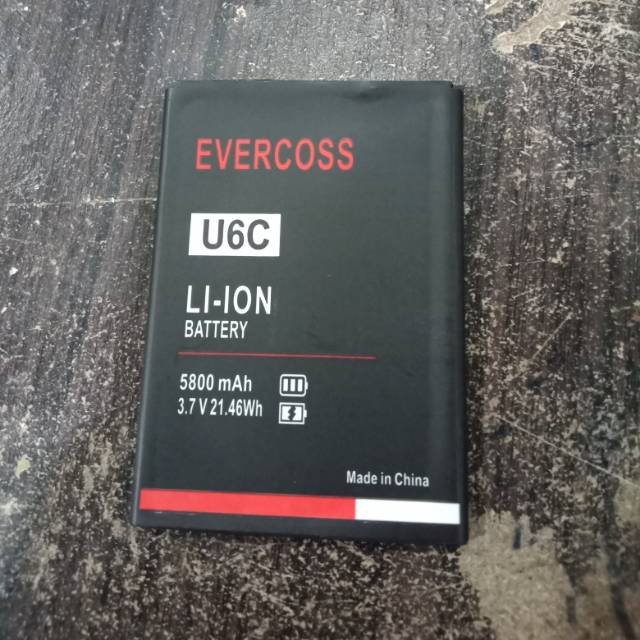 EVERCOSS
U6C
LI-ION
BATTERY
5800 mAh
3.7 V 21.46Wh
Made in China